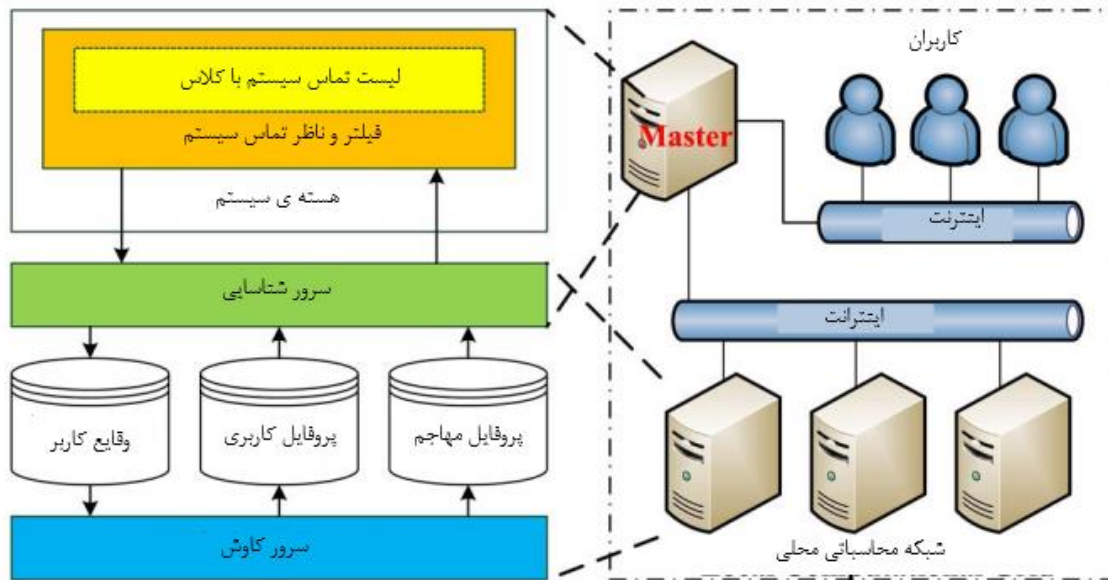 لیست تماس سیستم با کلاس
فیلتر و ناظر تماس سیستم
هسته ی سیستم
سرور شناسایی
وقایع کاربر
پروفایل کاربری
پروفایل مهاجم
سرور کاوش
کاربران
Master
اینترنت
اینترانت
شبکه محاسباتی محلی